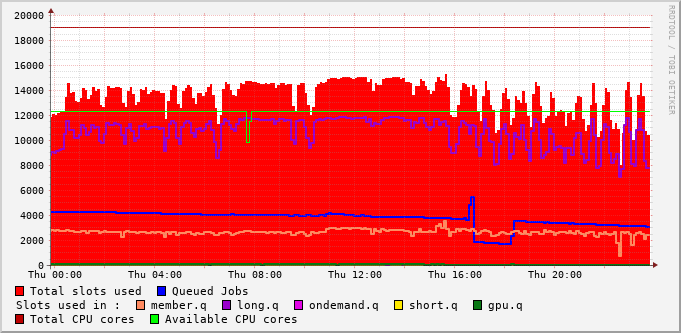 20000
18000
16000
14000
12000
10000
8000
6000
4000
2000
0
Thu 00:00 Thu 04:00 Thu 08:00 Thu 12:00 Thu 16:00 Thu 20:00
RRDTOOL / TOBI OETIKER
Total slots used Queued Jobs
Slots used in : member.q long.q ondemand.q short.q gpu.q
Total CPU cores Available CPU cores